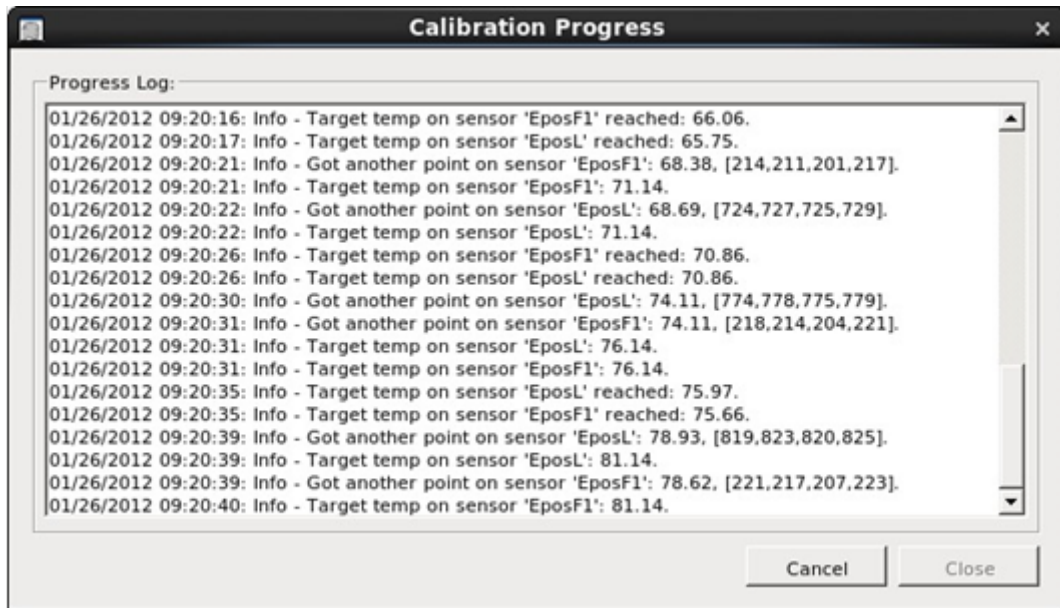 Calibration Progress
Progress Log:
01/26/2012 09:20:16: Info - Target temp on sensor 'EposF1' reached: 66.06.
01/26/2012 09:20:17: Info - Target temp on sensor 'EposL' reached: 65.75.
01/26/2012 09:20:21: Info - Got another point on sensor 'EposF1': 68.38, [214,211,201,217].
01/26/2012 09:20:21: Info - Target temp on sensor 'EposF1': 71.14.
01/26/2012 09:20:22: Info - Got another point on sensor 'EposL': 68.69, [724,727,725,729].
01/26/2012 09:20:22: Info - Target temp on sensor 'EposL': 71.14.
01/26/2012 09:20:26: Info - Target temp on sensor 'EposF1' reached: 70.86.
01/26/2012 09:20:26: Info - Target temp on sensor 'EposL' reached: 70.86.
01/26/2012 09:20:30: Info - Got another point on sensor 'EposL': 74.11, [774,778,775,779].
01/26/2012 09:20:31: Info - Got another point on sensor 'EposF1': 74.11, [218,214,204,221].
01/26/2012 09:20:31: Info - Target temp on sensor 'EposL': 76.14.
01/26/2012 09:20:31: Info - Target temp on sensor 'EposF1': 76.14.
01/26/2012 09:20:35: Info - Target temp on sensor 'EposL' reached: 75.97.
01/26/2012 09:20:35: Info - Target temp on sensor 'EposF1' reached: 75.66.
01/26/2012 09:20:39: Info - Got another point on sensor 'EposL': 78.93, [819,823,820,825].
01/26/2012 09:20:39: Info - Target temp on sensor 'EposL': 81.14.
01/26/2012 09:20:39: Info - Got another point on sensor 'EposF1': 78.62, [221,217,207,223].
01/26/2012 09:20:40: Info - Target temp on sensor 'EposF1': 81.14.
Cancel Close